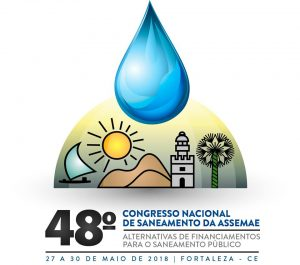 48º
CONGRESSO NACIONAL
DE SANEAMENTO DA ASSEMAE
ALTERNATIVAS DE FINANCIAMENTOS
PARA O SANEAMENTO PÚBLICO
27 A 30 DE MAIO DE 2018 | FORTALEZA - CE